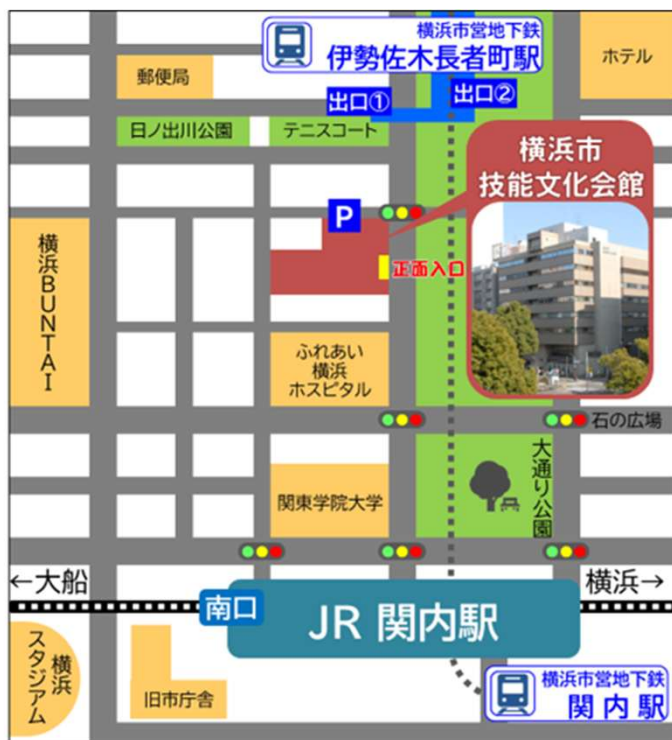 横浜市営地下鉄
伊勢佐木長者町駅
ホテル
郵便局
出口①
出口②
日ノ出川公園
テニスコート
横浜市
技能文化会館
P
正面入口
横浜BUNTAI
ふれあい
横浜
ホスピタル
石の広場
大通り公園
関東学院大学
←大船
横浜→
南口
JR 関内駅
横浜
スタジアム
旧市庁舎
横浜市営地下鉄
関内駅